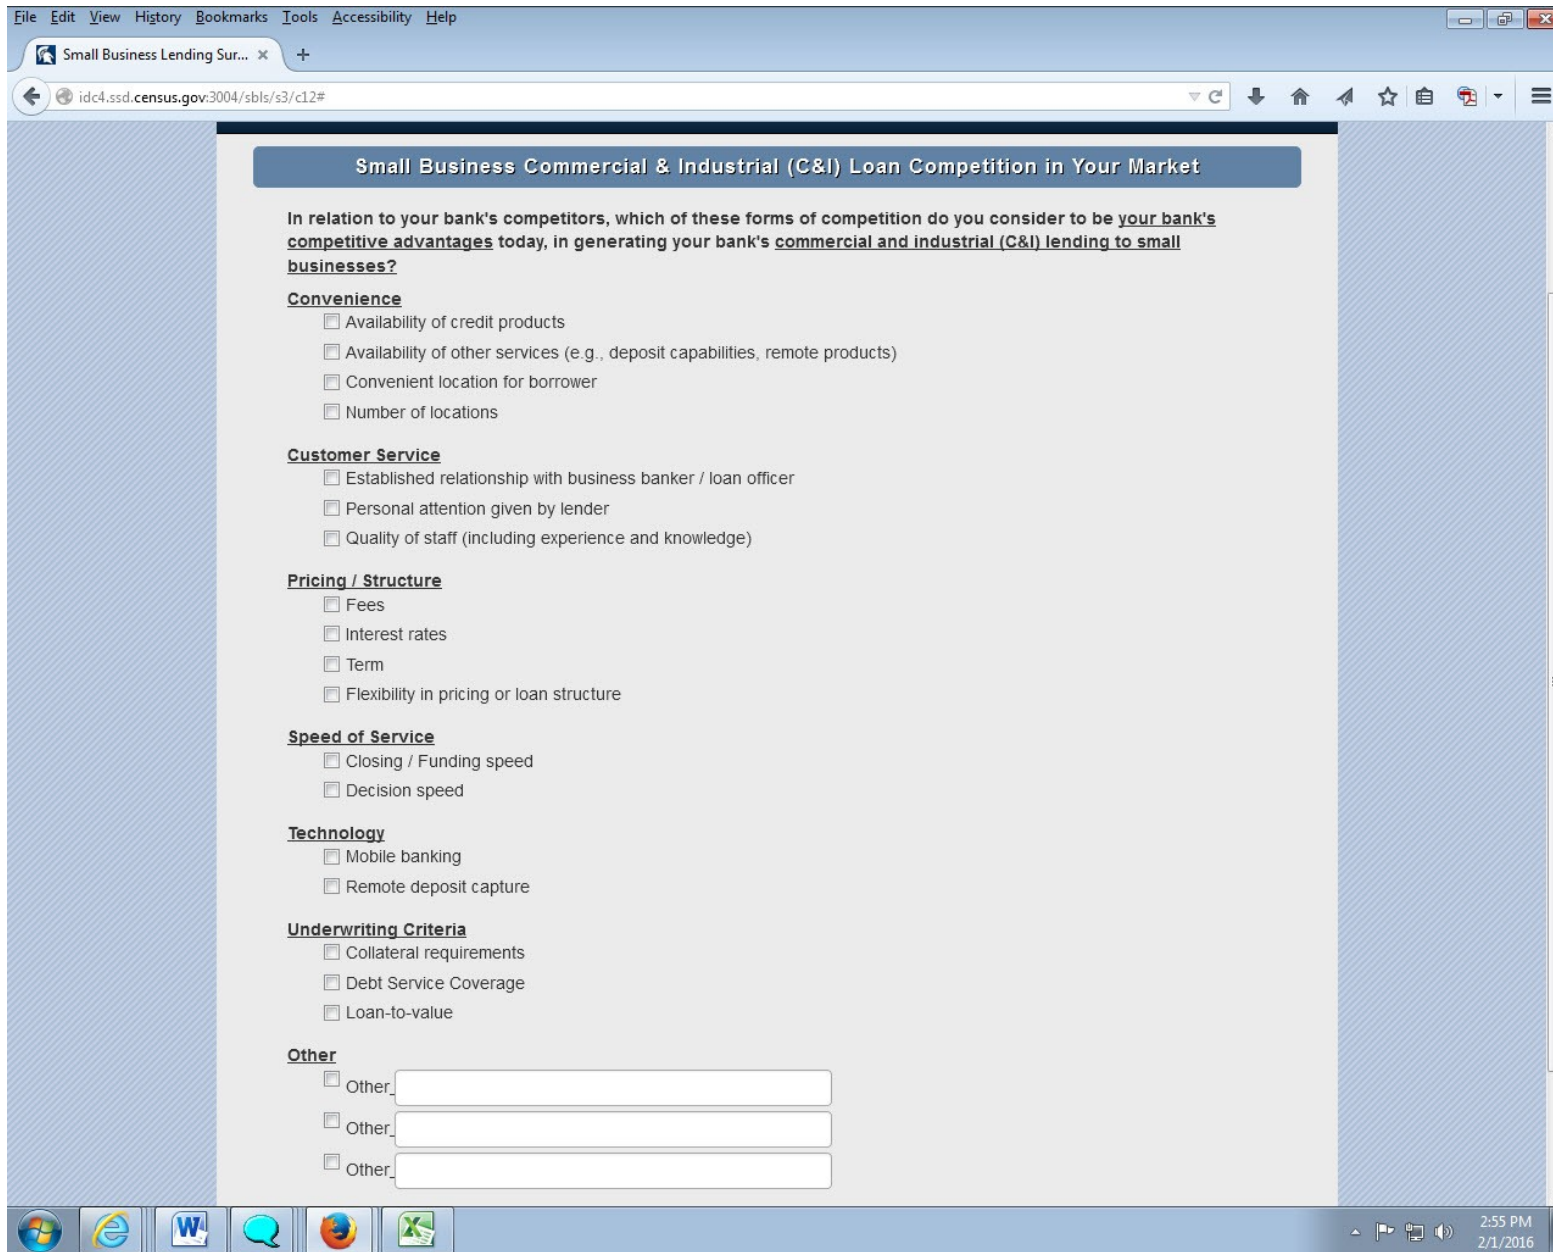 File Edit View History Bookmarks Tools Accessibility Help
Small Business Lending Sur...
idc4.ssd.census.gov:3004/sbls/s3/c12#
Small Business Commercial & Industrial (C&I) Loan Competition in Your Market
In relation to your bank's competitors, which of these forms of competition do you consider to be your bank's
competitive advantages today, in generating your bank's commercial and industrial (C&I) lending to small
businesses?
Convenience
Availability of credit products
Availability of other services (e.g., deposit capabilities, remote products)
Convenient location for borrower
Number of locations
Customer Service
Established relationship with business banker / loan officer
Personal attention given by lender
Quality of staff (including experience and knowledge)
Pricing / Structure
Fees
Interest rates
Term
Flexibility in pricing or loan structure
Speed of Service
Closing / Funding speed
Decision speed
Technology
Mobile banking
Remote deposit capture
Underwriting Criteria
Collateral requirements
Debt Service Coverage
Loan-to-value
Other
Other_
Other_
Other_
2:55 PM
2/1/2016